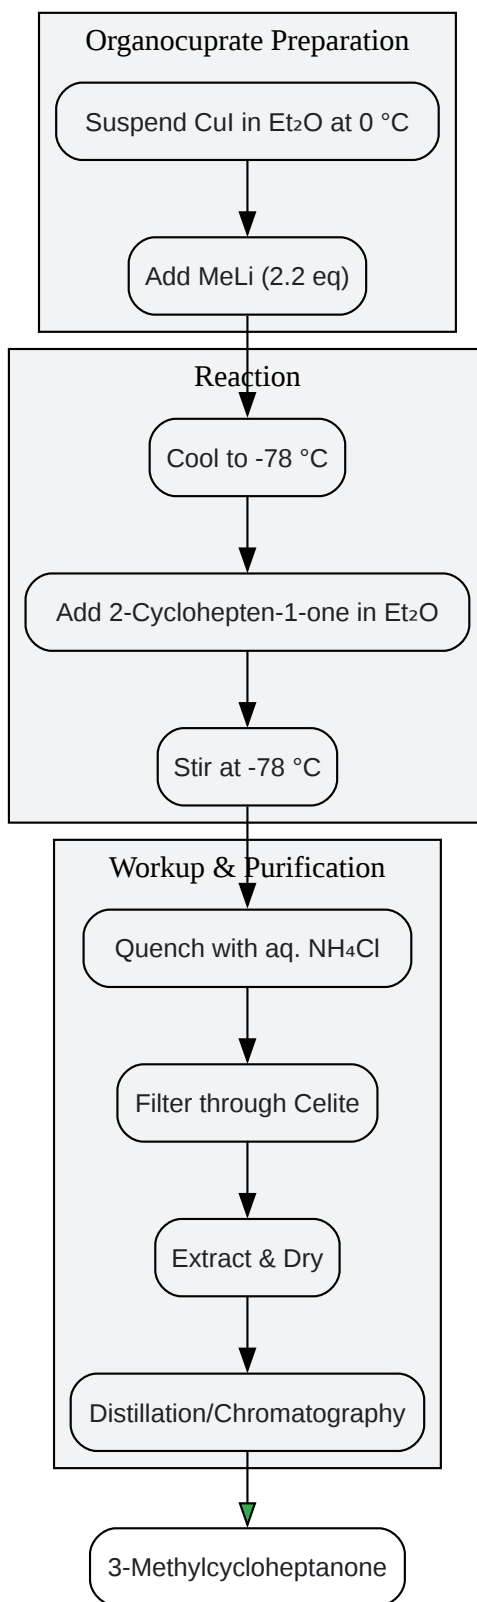 Organocuprate Preparation
Suspend CuI in Et₂O at 0 °C
Add MeLi (2.2 eq)
Reaction
Cool to -78 °C
Add 2-Cyclohepten-1-one in Et₂O
Stir at -78 °C
Workup & Purification
Quench with aq. NH₄Cl
Filter through Celite
Extract & Dry
Distillation/Chromatography
3-Methylcycloheptanone